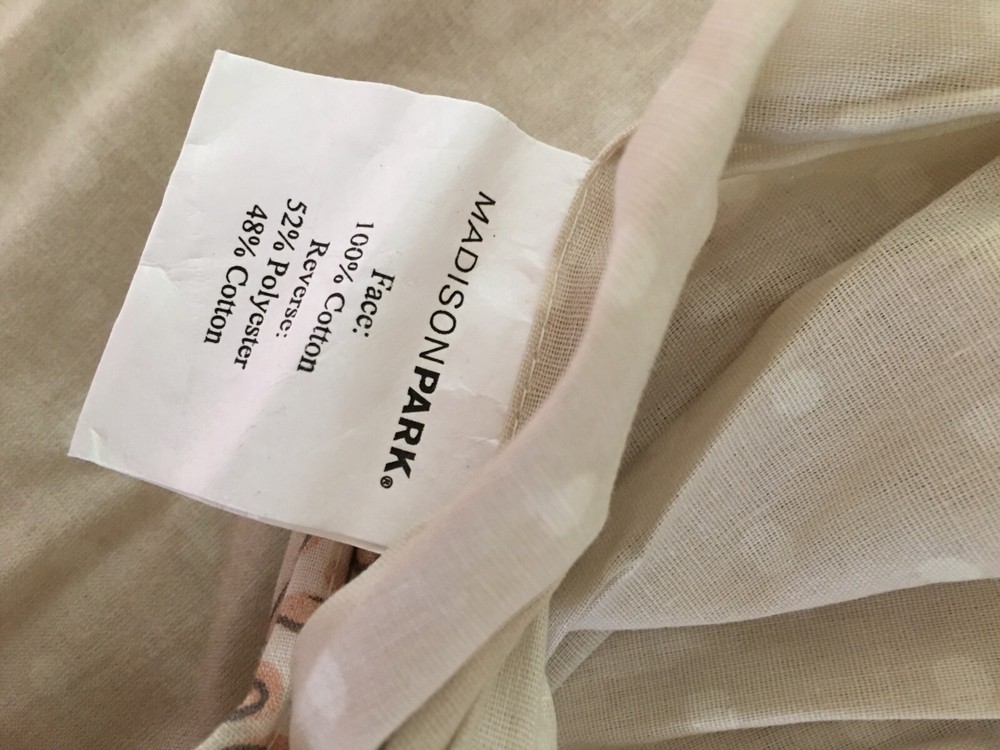 MADISONPARK®
Face:
100% Cotton
Reverse:
52% Polyester
48% Cotton